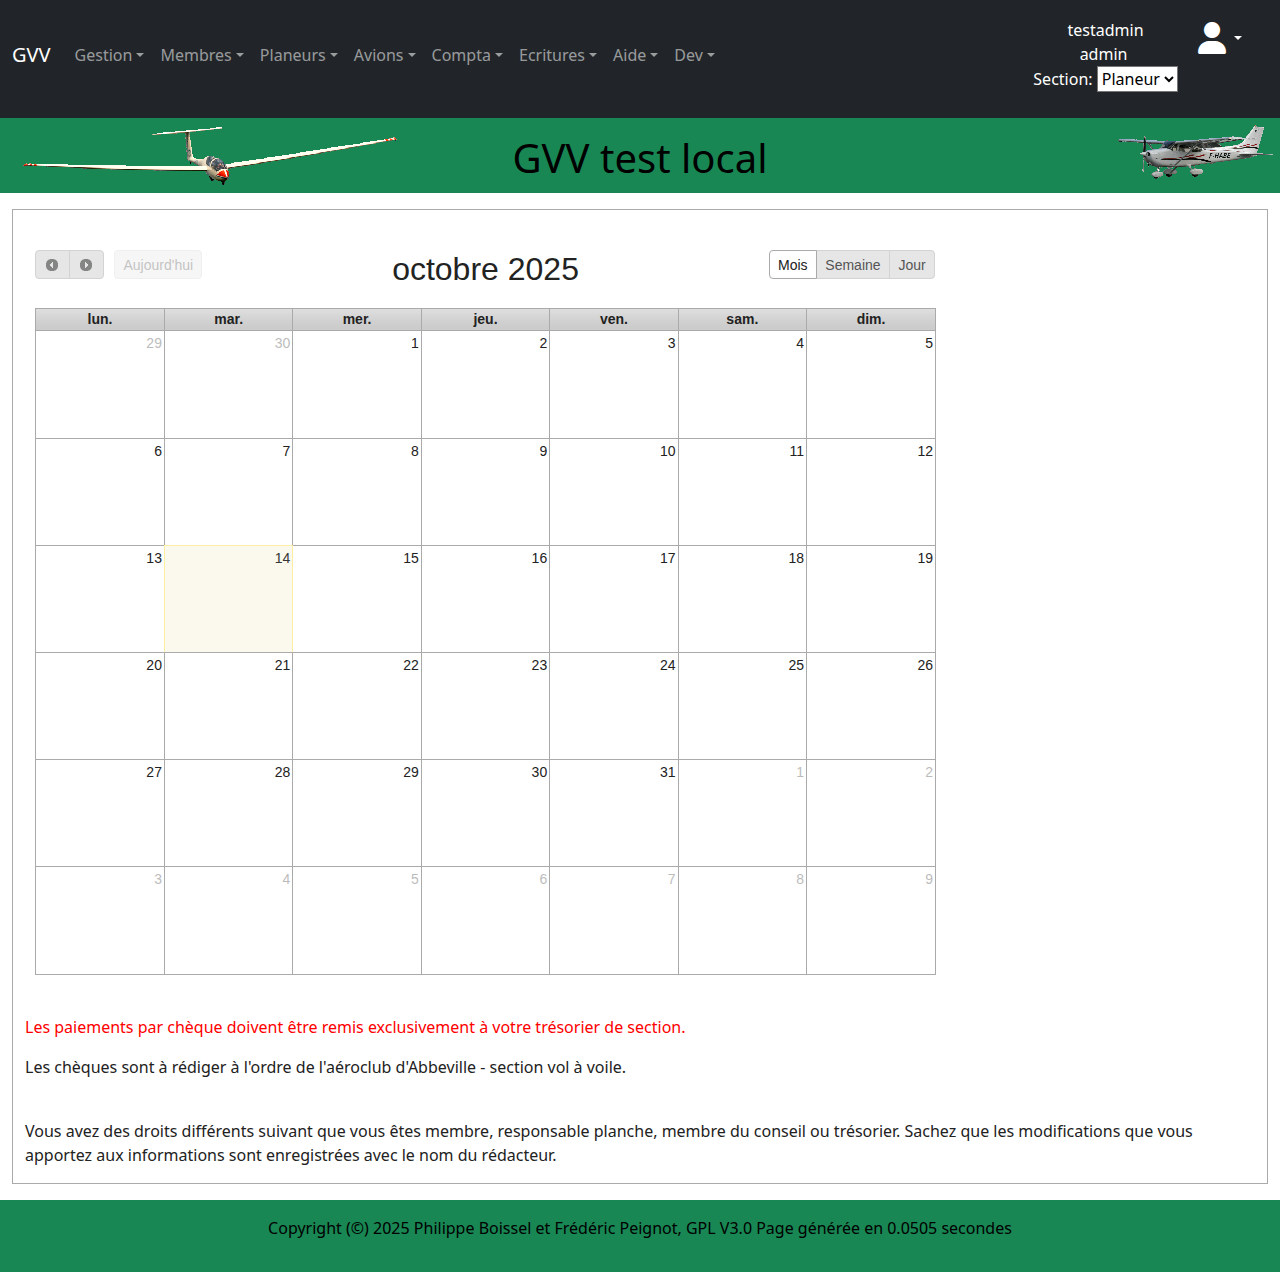 GVV Gestion Membres Planeurs Avions Compta Ecritures Aide Dev
testadmin
admin
Section: Planeur
GVV test local
F-HABE
Aujourd'hui octobre 2025 Mois Semaine Jour
lun. mar. mer. jeu. ven. sam. dim.
29 30 1 2 3 4 5
6 7 8 9 10 11 12
13 14 15 16 17 18 19
20 21 22 23 24 25 26
27 28 29 30 31 1 2
3 4 5 6 7 8 9
Les paiements par chèque doivent être remis exclusivement à votre trésorier de section.
Les chèques sont à rédiger à l'ordre de l'aéroclub d'Abbeville - section vol à voile.
Vous avez des droits différents suivant que vous êtes membre, responsable planche, membre du conseil ou trésorier. Sachez que les modifications que vous
apportez aux informations sont enregistrées avec le nom du rédacteur.
Copyright (©) 2025 Philippe Boissel et Frédéric Peignot, GPL V3.0 Page générée en 0.0505 secondes